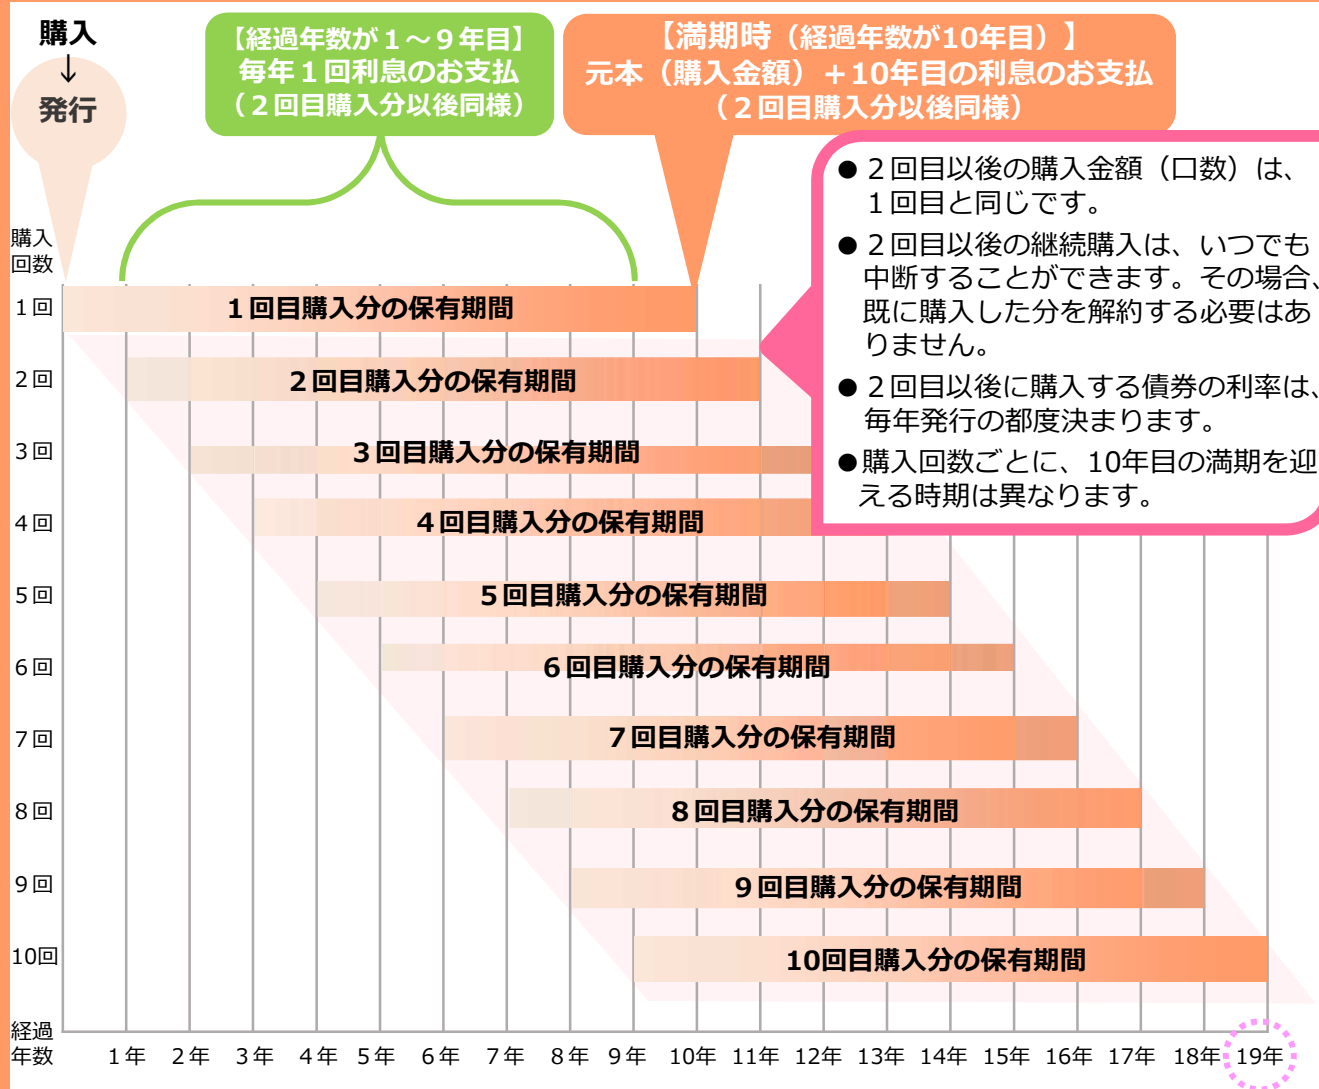 購入
↓
発行
【経過年数が１～９年目】
毎年１回利息のお支払
（２回目購入分以後同様）
【満期時（経過年数が10年目）】
元本（購入金額）＋10年目の利息のお支払
（２回目購入分以後同様）
●２回目以後の購入金額（口数）は、
１回目と同じです。
●２回目以後の継続購入は、いつでも
中断することができます。その場合、
既に購入した分を解約する必要はあ
りません。
●２回目以後に購入する債券の利率は、
毎年発行の都度決まります。
●購入回数ごとに、10年目の満期を迎
える時期は異なります。
購入
回数
１回
１回目購入分の保有期間
２回
２回目購入分の保有期間
３回
３回目購入分の保有期間
４回
４回目購入分の保有期間
５回
５回目購入分の保有期間
６回
６回目購入分の保有期間
７回
７回目購入分の保有期間
８回
８回目購入分の保有期間
９回
９回目購入分の保有期間
10回
10回目購入分の保有期間
経過
年数
１年 ２年 ３年 ４年 ５年 ６年 ７年 ８年 ９年 10年 11年 12年 13年 14年 15年 16年 17年 18年 19年